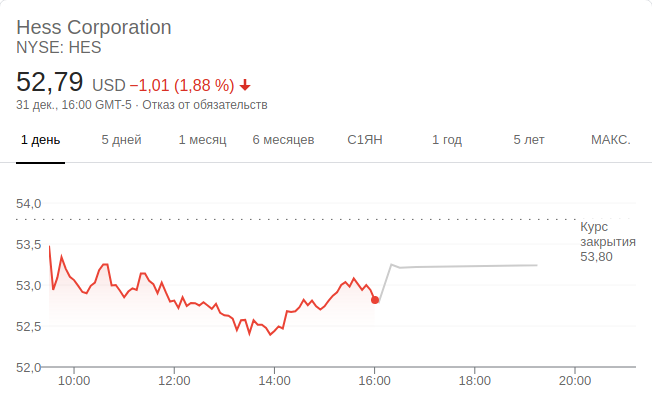 Hess Corporation
NYSE: HES
52,79 USD −1,01 (1,88 %)
31 дек., 16:00 GMT-5 · Отказ от обязательств
1 день 5 дней 1 месяц 6 месяцев С1ЯН 1 год 5 лет МАКС.
54,0
Курс
53,5
закрытия
53,80
53,0
52,5
52,0
10:00 12:00 14:00 16:00 18:00 20:00